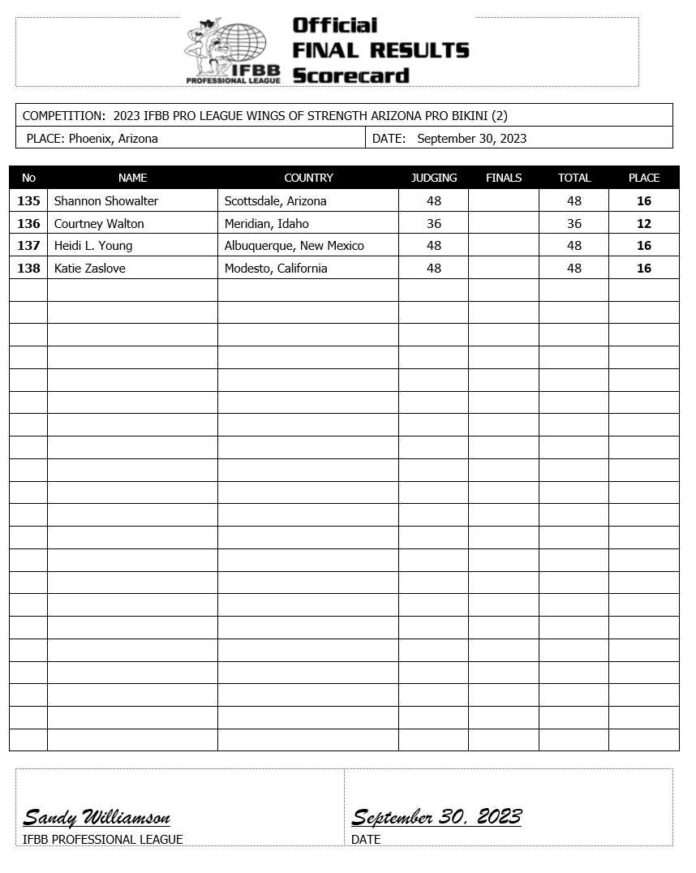 Official
FINAL RESULTS
Scorecard
IFBB
PROFESSIONAL LEAGUE
COMPETITION: 2023 IFBB PRO LEAGUE WINGS OF STRENGTH ARIZONA PRO BIKINI (2)
PLACE: Phoenix, Arizona DATE: September 30, 2023
No NAME COUNTRY JUDGING FINALS TOTAL PLACE
135 Shannon Showalter Scottsdale, Arizona 48 48 16
136 Courtney Walton Meridian, Idaho 36 36 12
137 Heidi L. Young Albuquerque, New Mexico 48 48 16
138 Katie Zaslove Modesto, California 48 48 16
Sandy Williamson September 30, 2023
IFBB PROFESSIONAL LEAGUE DATE